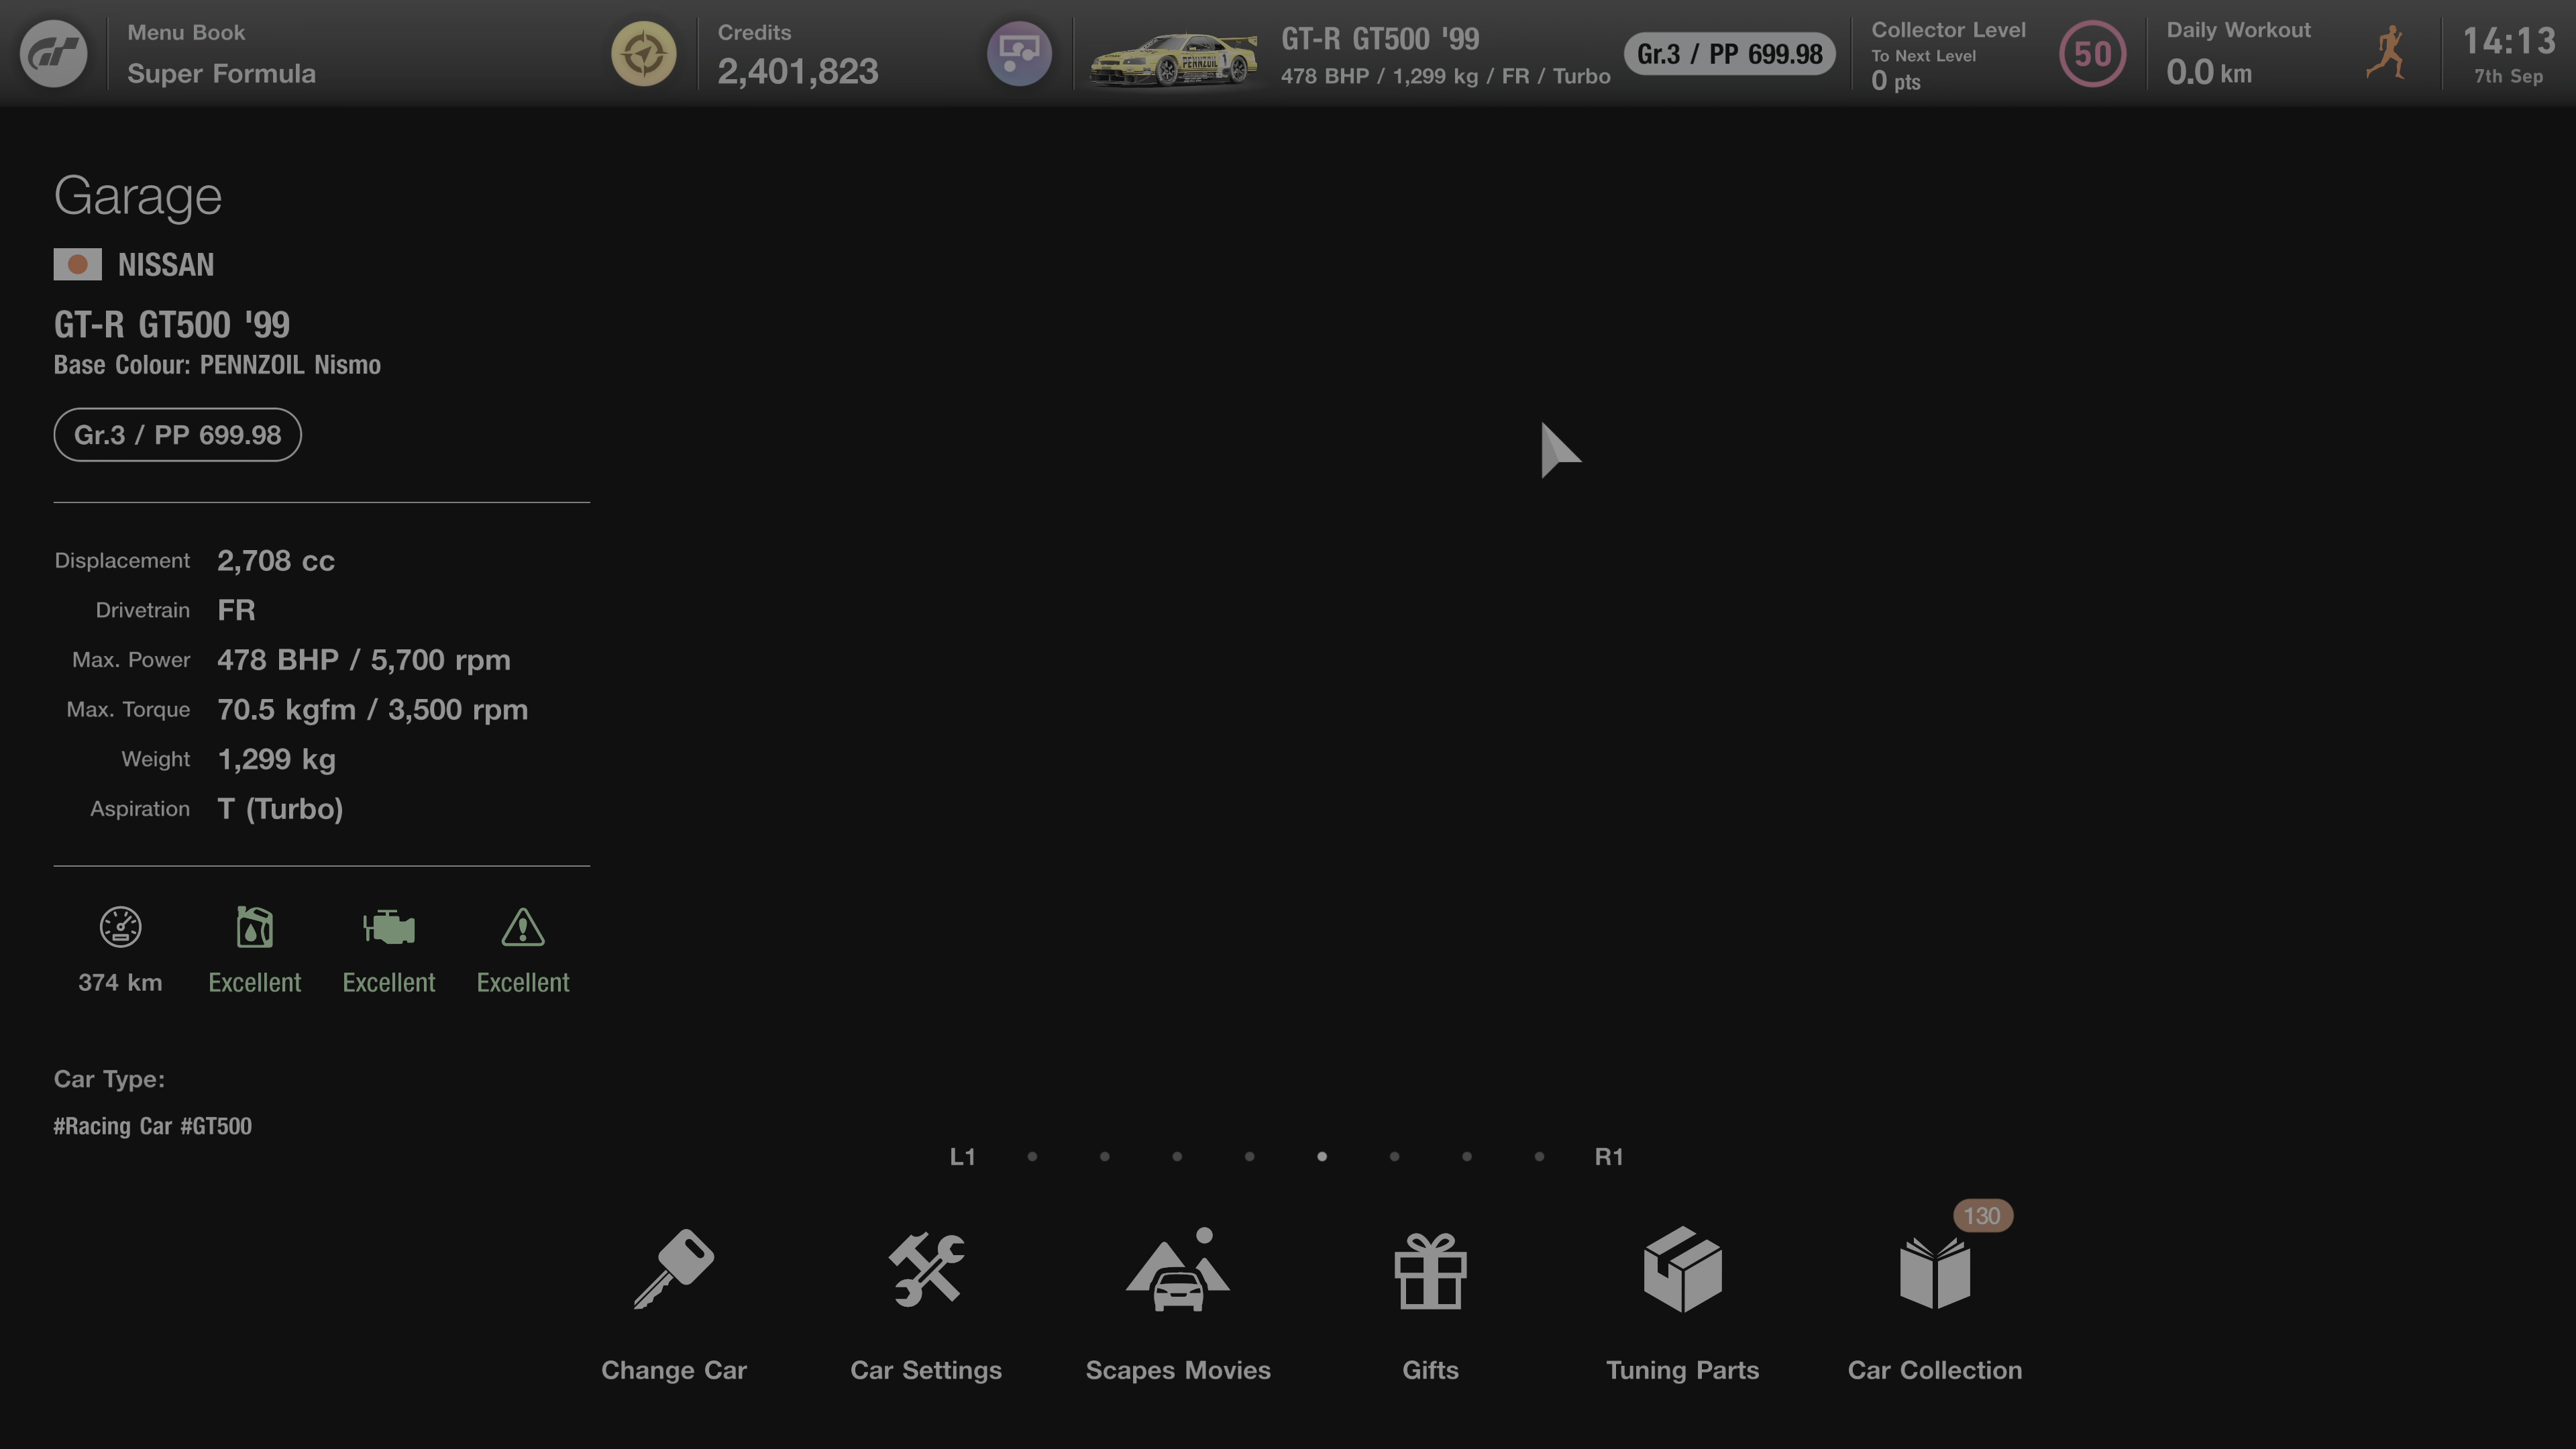 Menu Book
Super Formula
Credits
2,401,823
PENNZOIL
GT-R GT500 '99
478 BHP / 1,299 kg / FR / Turbo
Gr.3 / PP 699.98
Collector Level
To Next Level
0 pts
50
Daily Workout
0.0 km
14:13
7th Sep
Garage
NISSAN
GT-R GT500 '99
Base Colour: PENNZOIL Nismo
Gr.3 / PP 699.98
Displacement 2,708 cc
Drivetrain FR
Max. Power 478 BHP / 5,700 rpm
Max. Torque 70.5 kgfm / 3,500 rpm
Weight 1,299 kg
Aspiration T (Turbo)
374 km Excellent Excellent Excellent
Car Type:
#Racing Car #GT500
L1 R1
130
Change Car Car Settings Scapes Movies Gifts Tuning Parts Car Collection